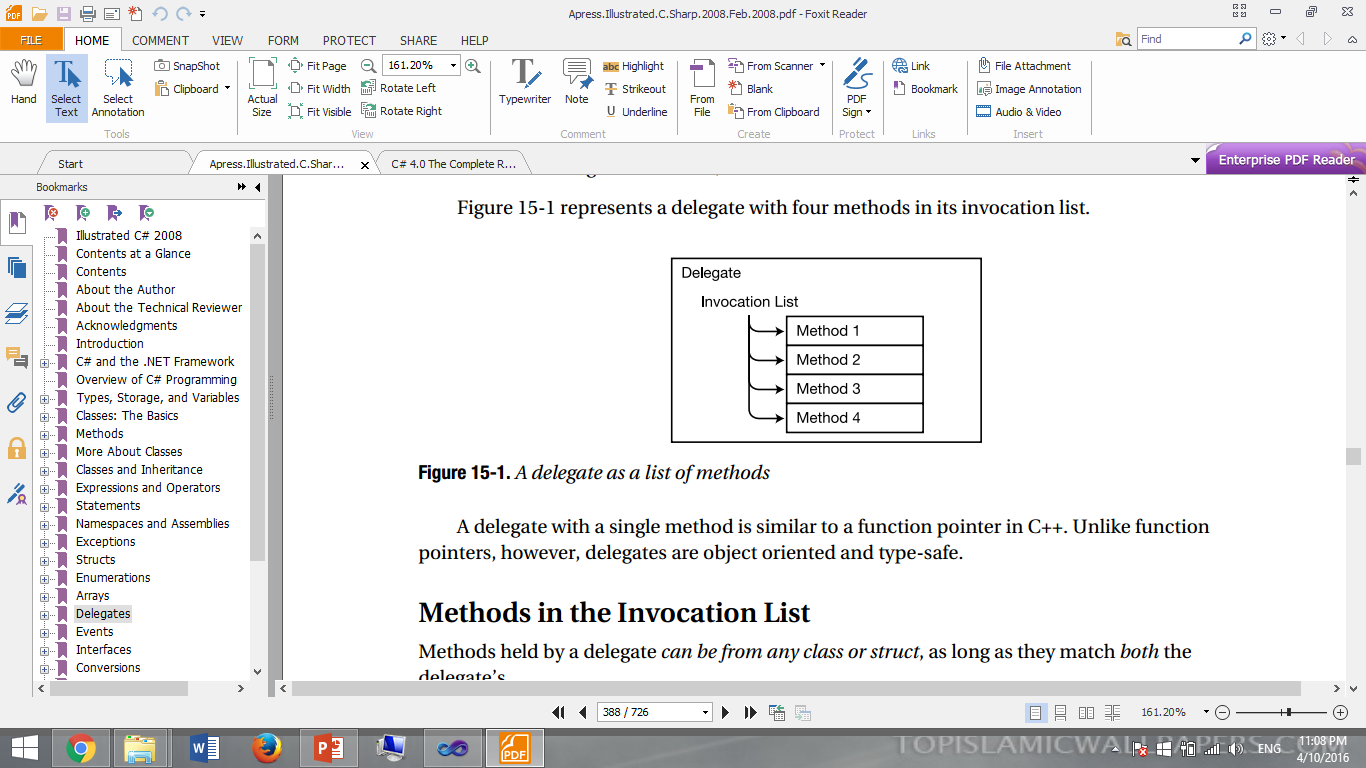 Apress.Illustrated.C.Sharp.2008.Feb.2008.pdf - Foxit Reader
FILE HOME COMMENT VIEW FORM PROTECT SHARE HELP
Find
Hand
Select Text
Select Annotation
SnapShot
Clipboard
Tools
Actual Size
Fit Page
Fit Width
Fit Visible
161.20%
Rotate Left
Rotate Right
View
Typewriter
Note
abc Highlight
Strikeout
U Underline
Comment
From File
From Scanner
Blank
From Clipboard
Create
PDF Sign
Protect
Link
Bookmark
Links
File Attachment
Image Annotation
Audio & Video
Insert
Start
Apress.Illustrated.C.Shar...
C# 4.0 The Complete R...
Enterprise PDF Reader
Bookmarks
Illustrated C# 2008
Contents at a Glance
Contents
About the Author
About the Technical Reviewer
Acknowledgments
Introduction
C# and the .NET Framework
Overview of C# Programming
Types, Storage, and Variables
Classes: The Basics
Methods
More About Classes
Classes and Inheritance
Expressions and Operators
Statements
Namespaces and Assemblies
Exceptions
Structs
Enumerations
Arrays
Delegates
Events
Interfaces
Conversions
Figure 15-1 represents a delegate with four methods in its invocation list.
Delegate
Invocation List
Method 1
Method 2
Method 3
Method 4
Figure 15-1. A delegate as a list of methods
A delegate with a single method is similar to a function pointer in C++. Unlike function
pointers, however, delegates are object oriented and type-safe.
Methods in the Invocation List
Methods held by a delegate can be from any class or struct, as long as they match both the
delegate's
388 / 726
161.20%
PDF
ENG
11:08 PM
4/10/2016